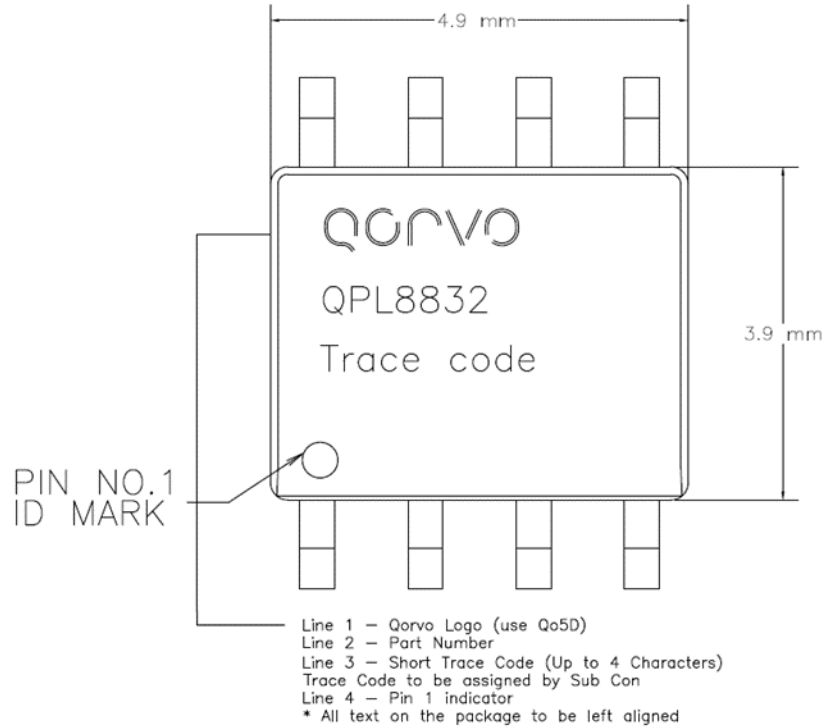 4.9 mm
QORVO
QPL8832
Trace code
3.9 mm
PIN NO.1
ID MARK
Line 1 – Qorvo Logo (use Qo5D)
Line 2 – Part Number
Line 3 – Short Trace Code (Up to 4 Characters)
Trace Code to be assigned by Sub Con
Line 4 – Pin 1 indicator
* All text on the package to be left aligned